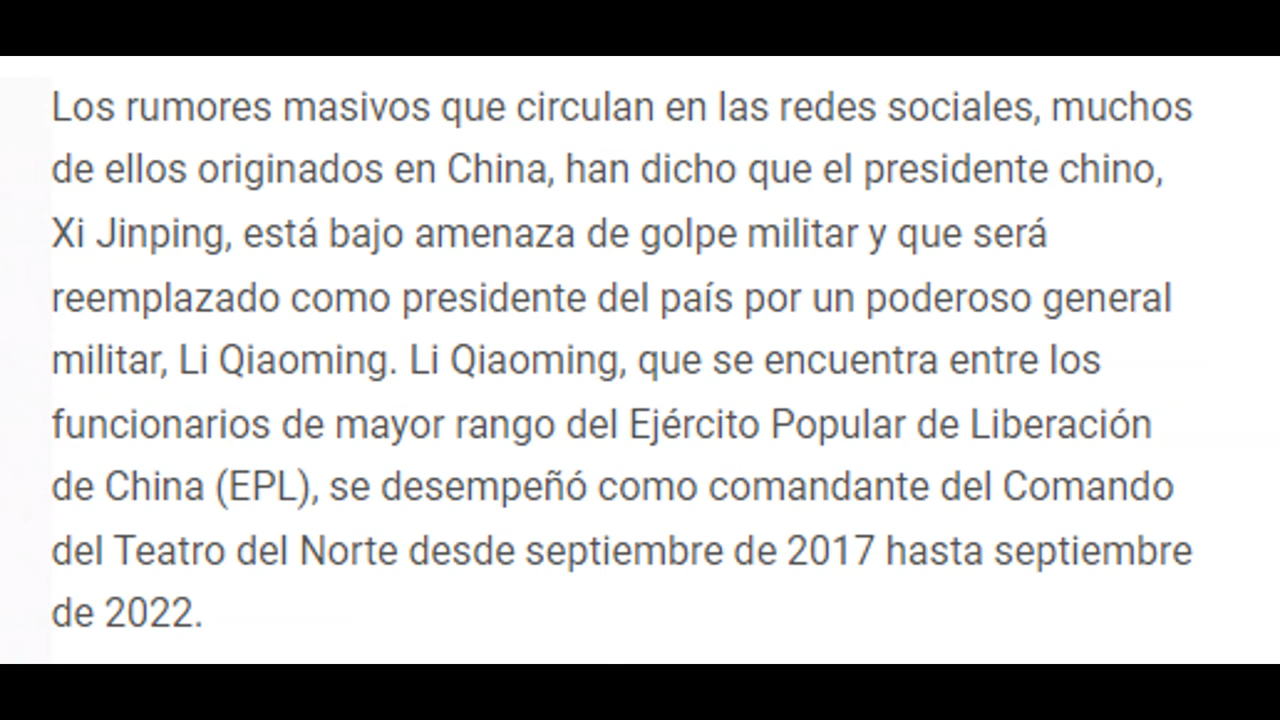 Los rumores masivos que circulan en las redes sociales, muchos
de ellos originados en China, han dicho que el presidente chino,
Xi Jinping, está bajo amenaza de golpe militar y que será
reemplazado como presidente del país por un poderoso general
militar, Li Qiaoming. Li Qiaoming, que se encuentra entre los
funcionarios de mayor rango del Ejército Popular de Liberación
de China (EPL), se desempeñó como comandante del Comando
del Teatro del Norte desde septiembre de 2017 hasta septiembre
de 2022.